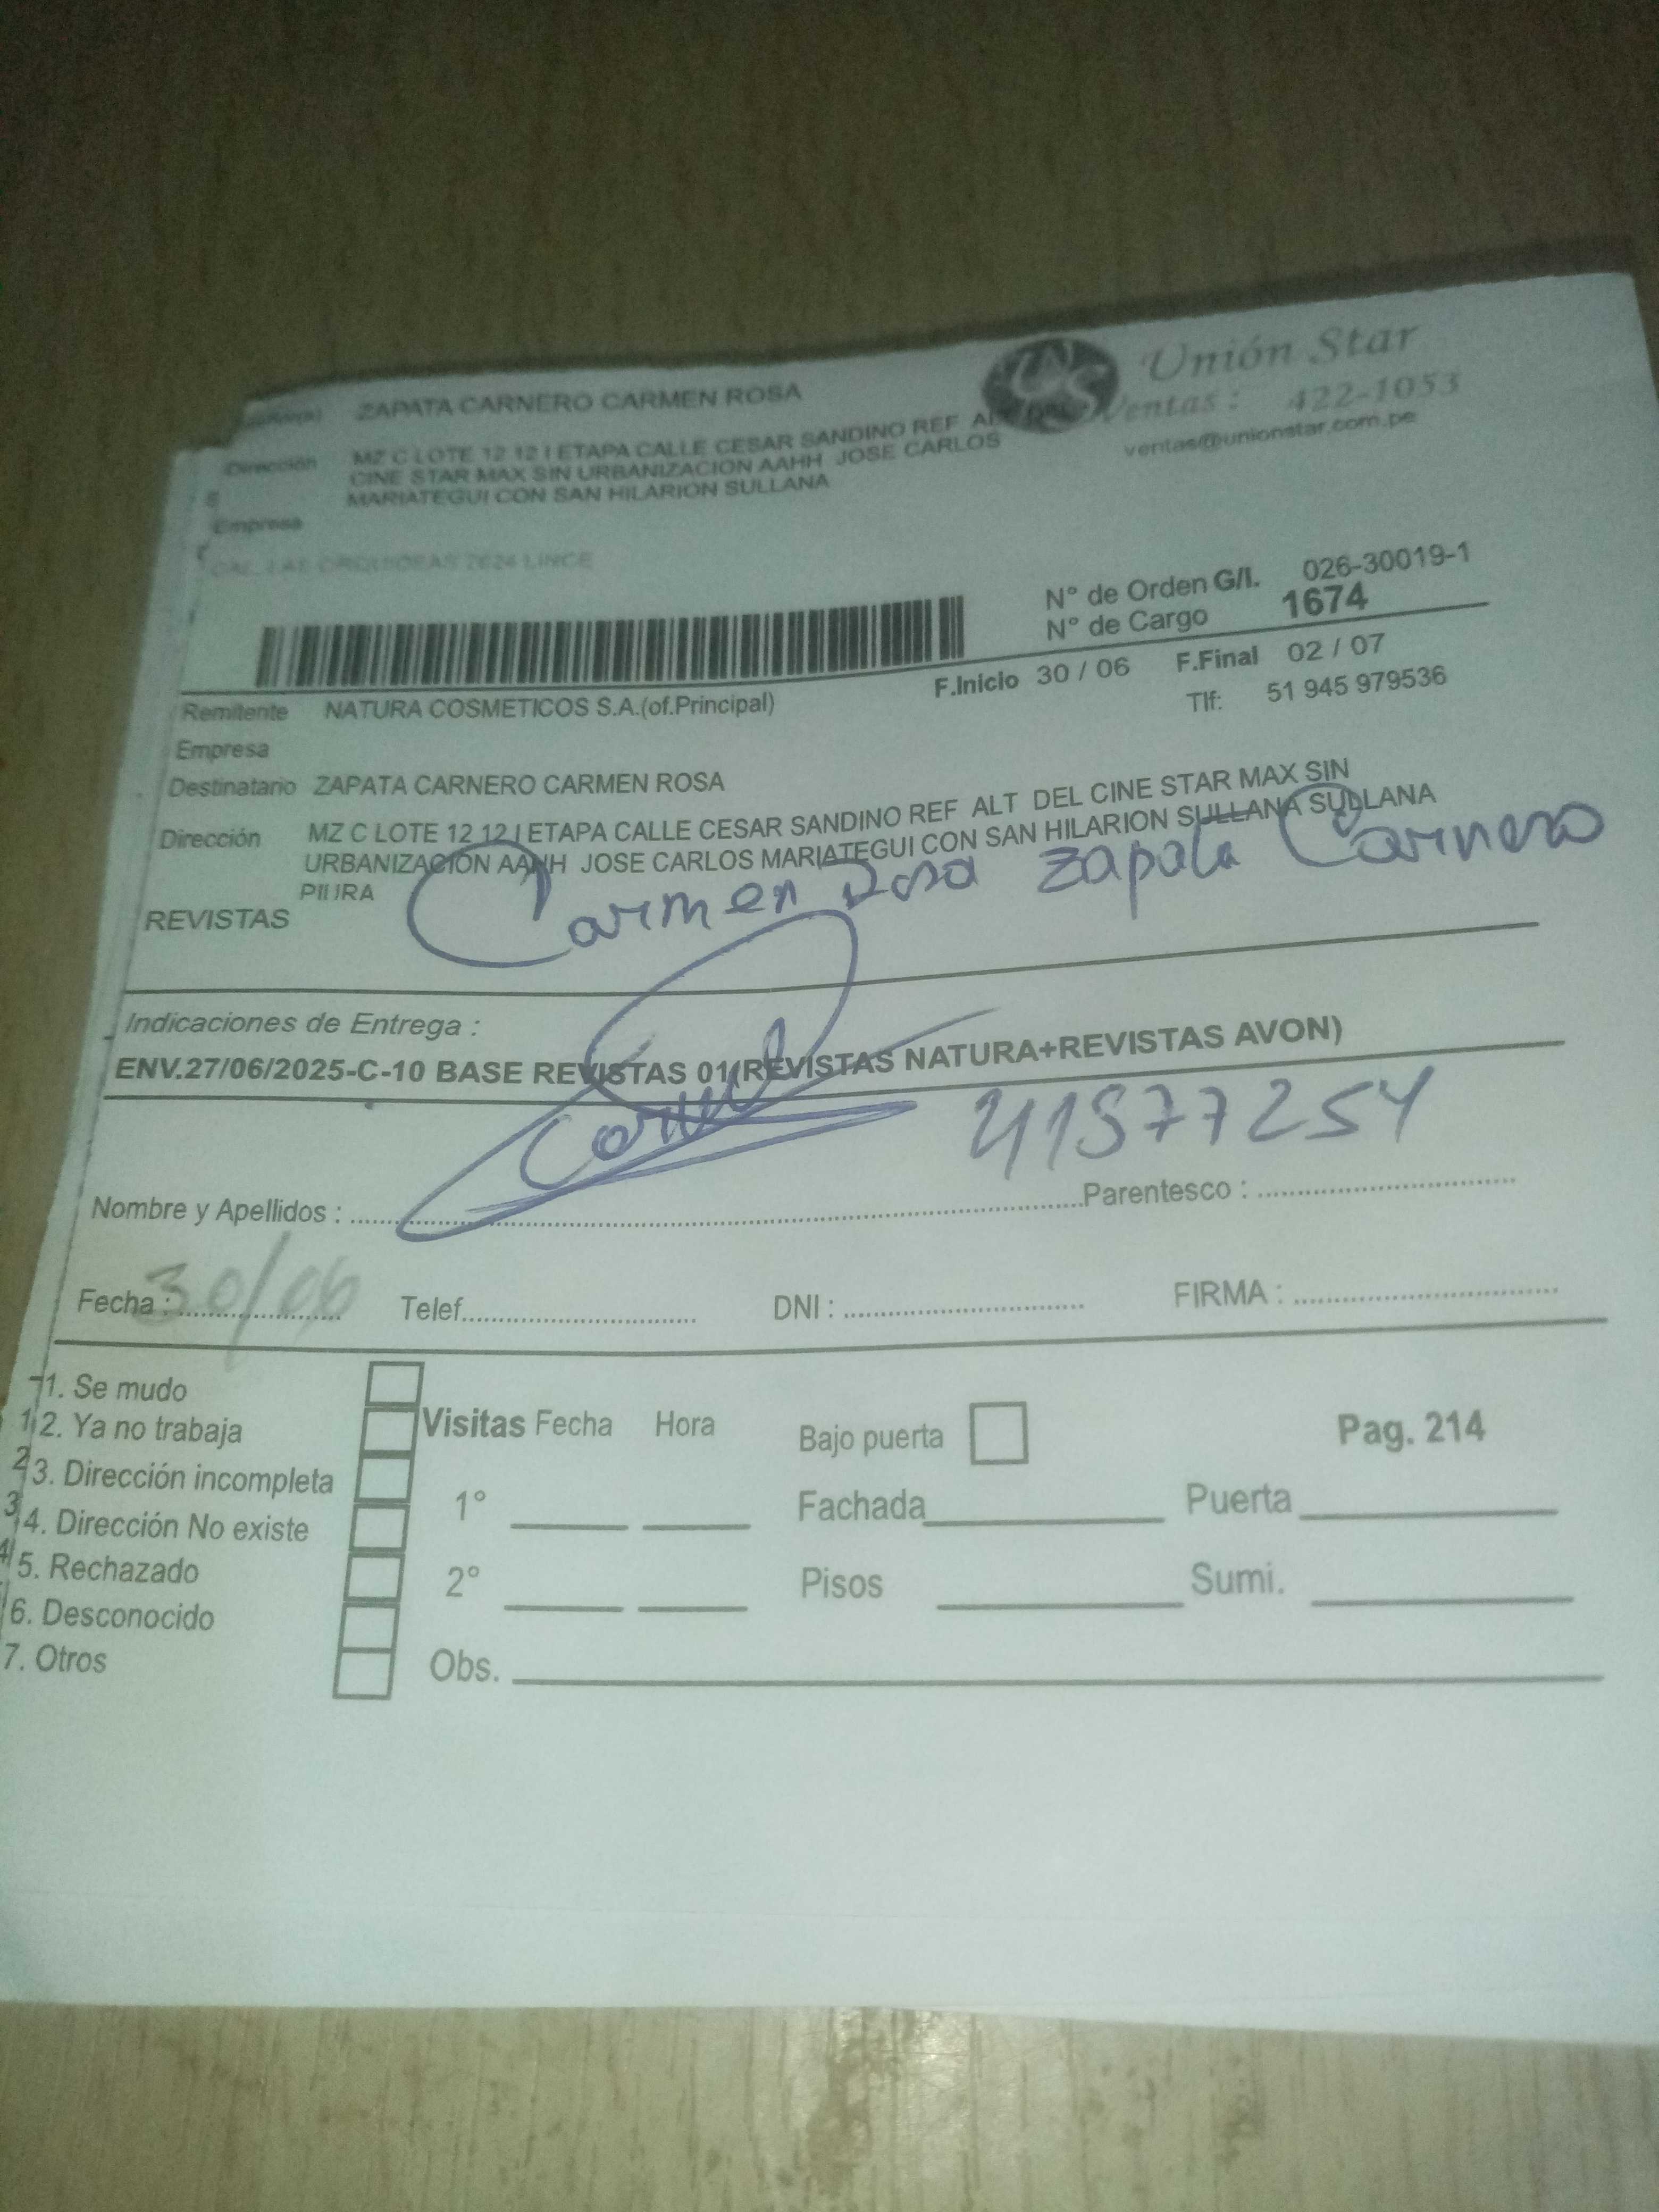 ZAPATA CARNERO CARMEN ROSA
Unión Star
Ventas : 422-1053
ventas@unionstar.com.pe
Dirección MZ C LOTE 12 12 I ETAPA CALLE CESAR SANDINO REF
CINE STAR MAX SIN URBANIZACION AAHH JOSE CARLOS
MARIATEGUI CON SAN HILARION SULLANA
Empresa
CAL. LAS ORQUIDEAS 2624 LINCE
N° de Orden G/I. 026-30019-1
N° de Cargo 1674
F.Inicio 30 / 06 F.Final 02 / 07
Remitente NATURA COSMETICOS S.A.(of.Principal) Tlf: 51 945 979536
Empresa
Destinatario ZAPATA CARNERO CARMEN ROSA
Dirección MZ C LOTE 12 12 I ETAPA CALLE CESAR SANDINO REF ALT DEL CINE STAR MAX SIN
URBANIZACION AAHH JOSE CARLOS MARIATEGUI CON SAN HILARION SULLANA SULLANA
PIURA
REVISTAS
Carmen Rosa Zapata Carnero
Indicaciones de Entrega :
ENV.27/06/2025-C-10 BASE REVISTAS 01(REVISTAS NATURA+REVISTAS AVON)
Nombre y Apellidos : Parentesco :
Fecha : 30/06 Telef. DNI : FIRMA :
1. Se mudo
2. Ya no trabaja
3. Dirección incompleta
4. Dirección No existe
5. Rechazado
6. Desconocido
7. Otros
Visitas Fecha Hora
1°
2°
Obs.
Bajo puerta Pag. 214
Fachada Puerta
Pisos Sumi.